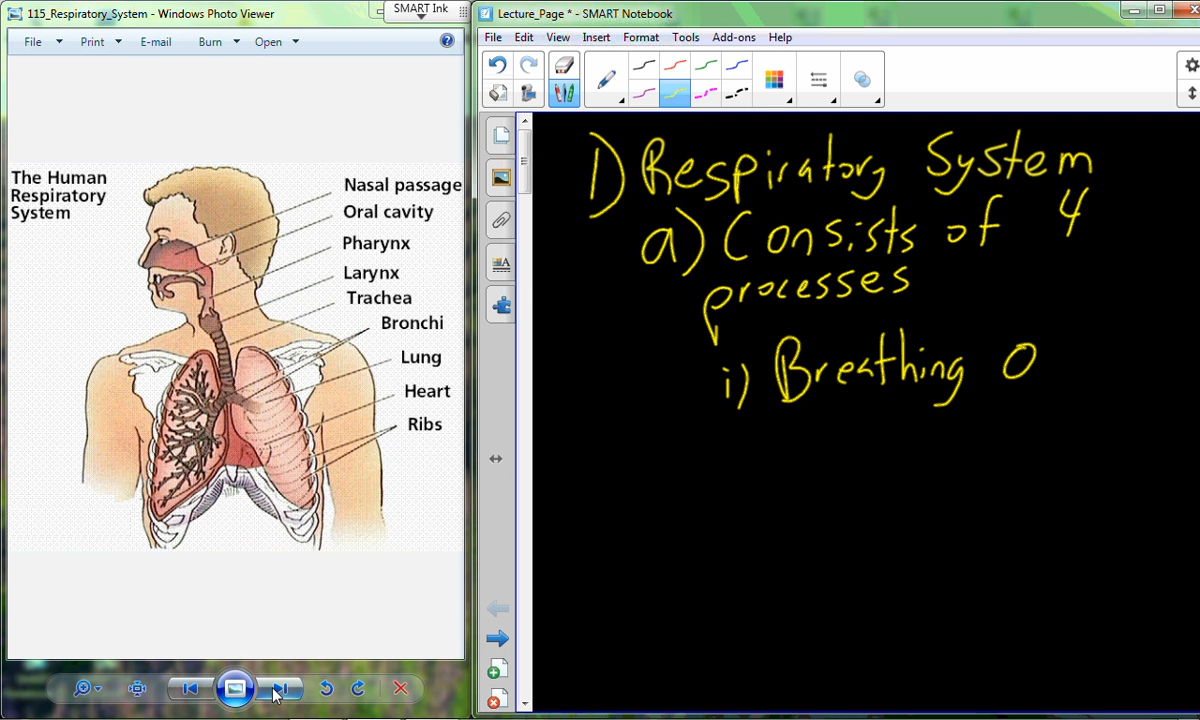 115_Respiratory_System - Windows Photo Viewer
SMART Ink
File Print E-mail Burn Open
The Human
Respiratory
System
Nasal passage
Oral cavity
Pharynx
Larynx
Trachea
Bronchi
Lung
Heart
Ribs
Lecture_Page * - SMART Notebook
File Edit View Insert Format Tools Add-ons Help
1) Respiratory System
a) Consists of 4
processes
i) Breathing O